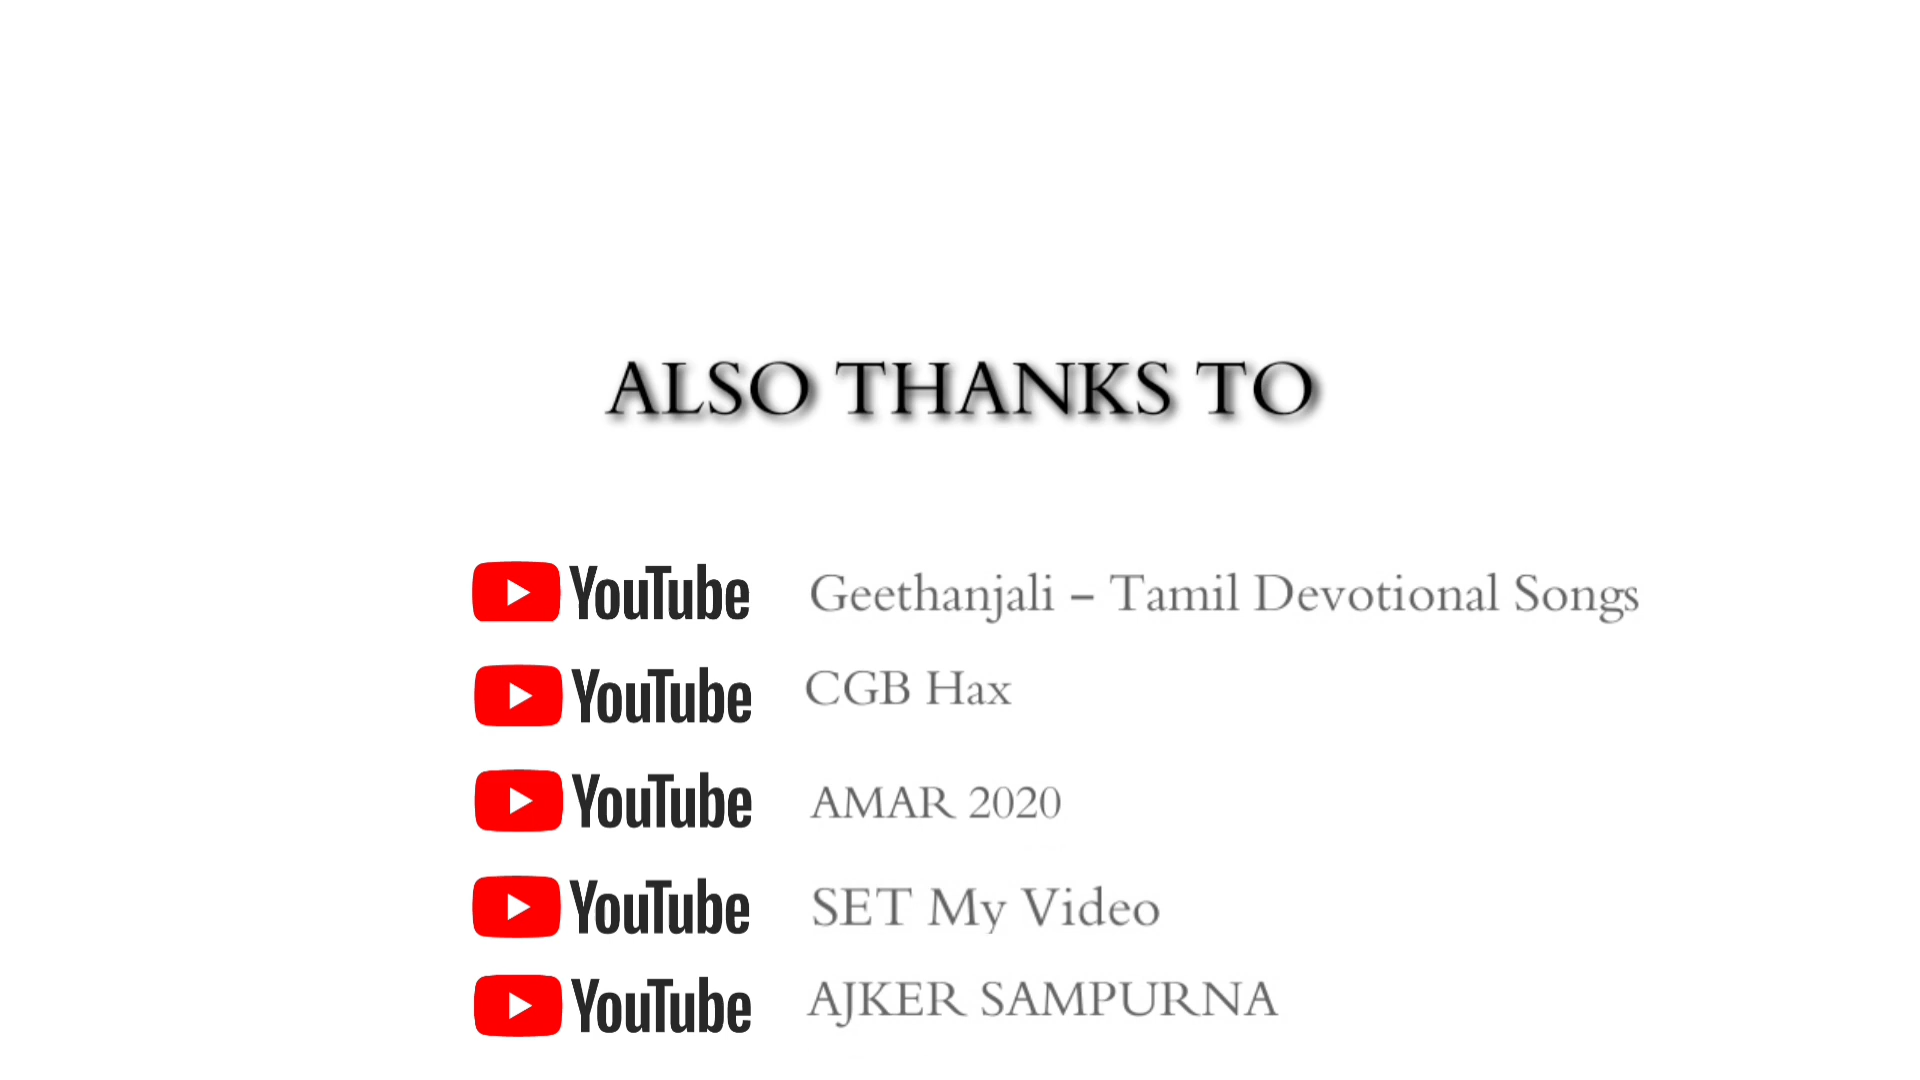 ALSO THANKS TO
YouTube Geethanjali – Tamil Devotional Songs
YouTube CGB Hax
YouTube AMAR 2020
YouTube SET My Video
YouTube AJKER SAMPURNA